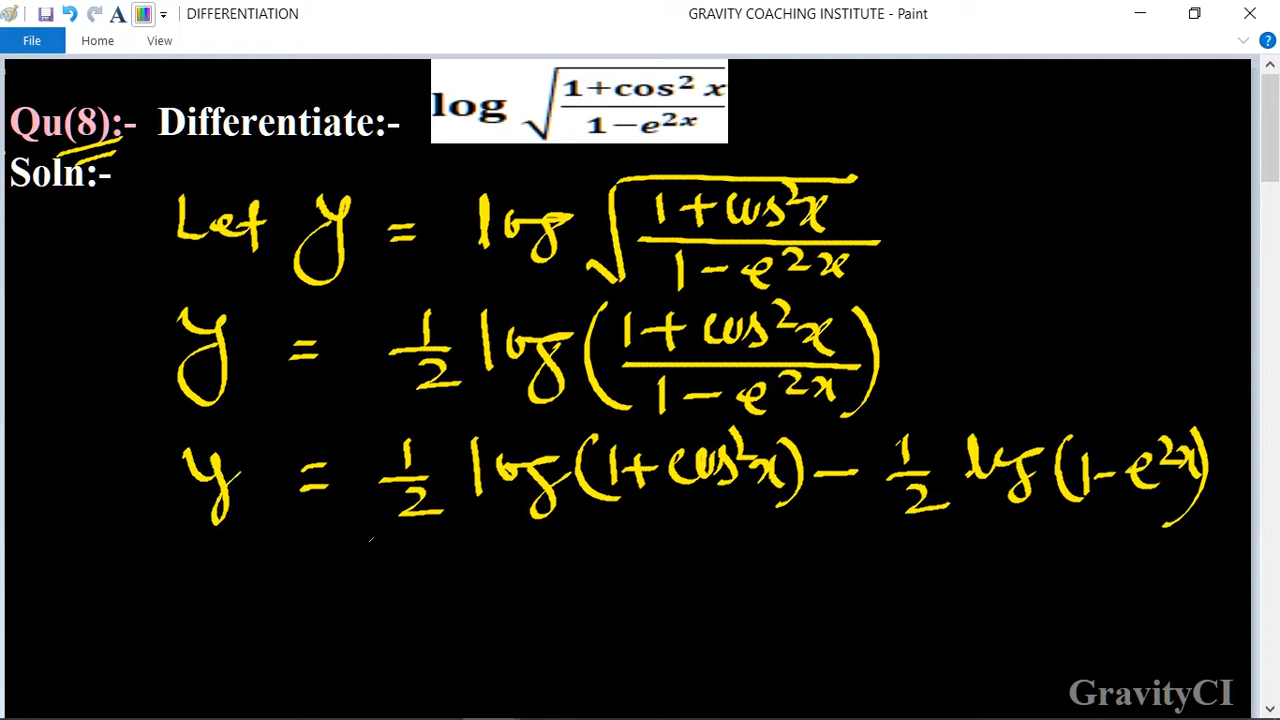 DIFFERENTIATION
GRAVITY COACHING INSTITUTE - Paint
File Home View
Qu(8):- Differentiate:- log √((1+cos² x)/(1−e^{2x}))
Soln:-
Let y = log √((1+cos²x)/(1−e^{2x}))
y = 1/2 log((1+cos²x)/(1−e^{2x}))
y = 1/2 log(1+cos²x) − 1/2 log(1−e^{2x})
GravityCI